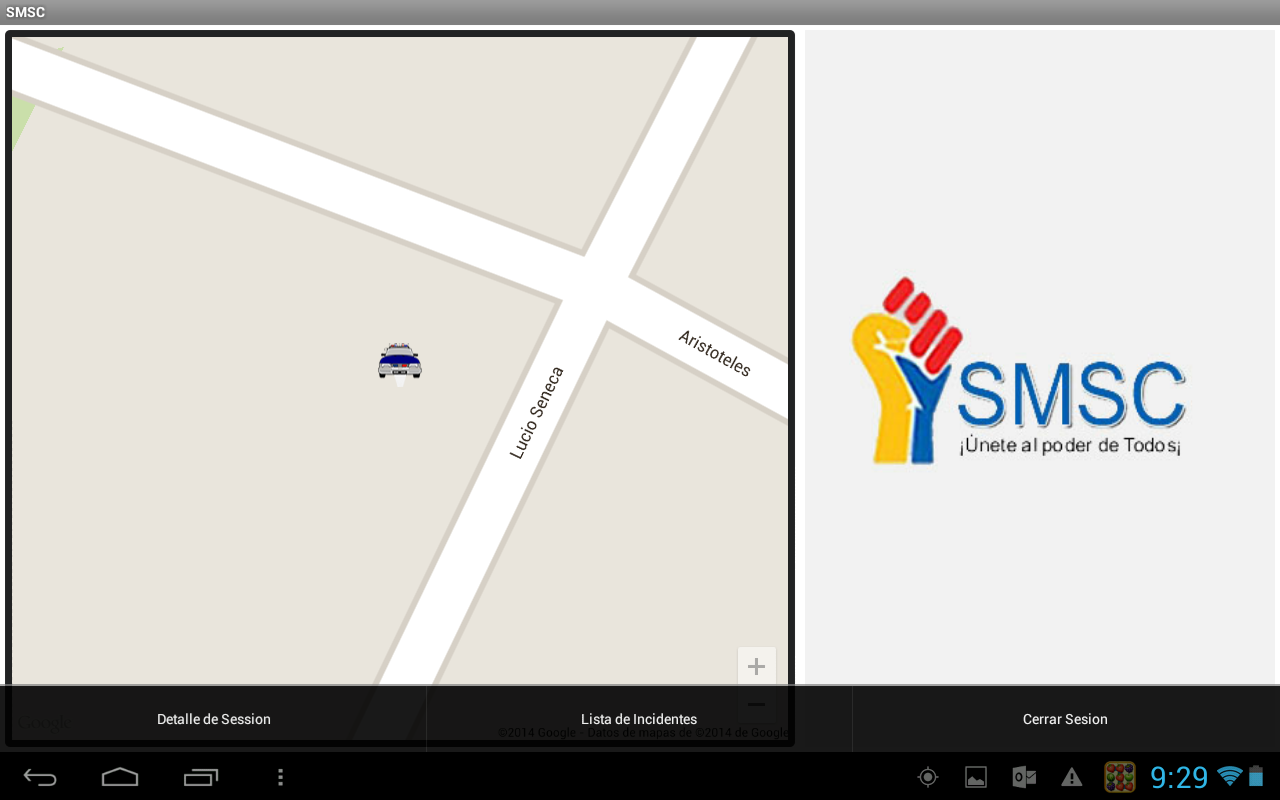 SMSC
Aristoteles
Lucio Seneca
SMSC
¡Únete al poder de Todos¡
Google
©2014 Google - Datos de mapas de ©2014 de Google
Detalle de Session
Lista de Incidentes
Cerrar Sesion
9:29